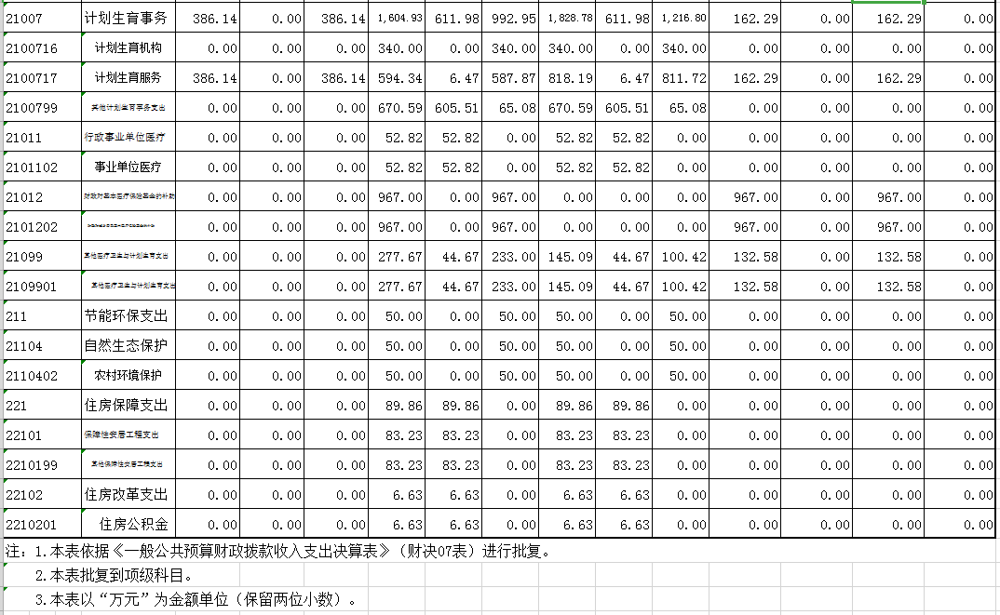 21007 计划生育事务 386.14 0.00 386.14 1,604.93 611.98 992.95 1,828.78 611.98 1,216.80 162.29 0.00 162.29 0.00
2100716 计划生育机构 0.00 0.00 0.00 340.00 0.00 340.00 340.00 0.00 340.00 0.00 0.00 0.00 0.00
2100717 计划生育服务 386.14 0.00 386.14 594.34 6.47 587.87 818.19 6.47 811.72 162.29 0.00 162.29 0.00
2100799 其他计划生育事务支出 0.00 0.00 0.00 670.59 605.51 65.08 670.59 605.51 65.08 0.00 0.00 0.00 0.00
21011 行政事业单位医疗 0.00 0.00 0.00 52.82 52.82 0.00 52.82 52.82 0.00 0.00 0.00 0.00 0.00
2101102 事业单位医疗 0.00 0.00 0.00 52.82 52.82 0.00 52.82 52.82 0.00 0.00 0.00 0.00 0.00
21012 财政对基本医疗保险基金的补助 0.00 0.00 0.00 967.00 0.00 967.00 0.00 0.00 0.00 967.00 0.00 967.00 0.00
2101202 0.00 0.00 0.00 967.00 0.00 967.00 0.00 0.00 0.00 967.00 0.00 967.00 0.00
21099 其他医疗卫生与计划生育支出 0.00 0.00 0.00 277.67 44.67 233.00 145.09 44.67 100.42 132.58 0.00 132.58 0.00
2109901 其他医疗卫生与计划生育支出 0.00 0.00 0.00 277.67 44.67 233.00 145.09 44.67 100.42 132.58 0.00 132.58 0.00
211 节能环保支出 0.00 0.00 0.00 50.00 0.00 50.00 50.00 0.00 50.00 0.00 0.00 0.00 0.00
21104 自然生态保护 0.00 0.00 0.00 50.00 0.00 50.00 50.00 0.00 50.00 0.00 0.00 0.00 0.00
2110402 农村环境保护 0.00 0.00 0.00 50.00 0.00 50.00 50.00 0.00 50.00 0.00 0.00 0.00 0.00
221 住房保障支出 0.00 0.00 0.00 89.86 89.86 0.00 89.86 89.86 0.00 0.00 0.00 0.00 0.00
22101 保障性安居工程支出 0.00 0.00 0.00 83.23 83.23 0.00 83.23 83.23 0.00 0.00 0.00 0.00 0.00
2210199 其他保障性安居工程支出 0.00 0.00 0.00 83.23 83.23 0.00 83.23 83.23 0.00 0.00 0.00 0.00 0.00
22102 住房改革支出 0.00 0.00 0.00 6.63 6.63 0.00 6.63 6.63 0.00 0.00 0.00 0.00 0.00
2210201 住房公积金 0.00 0.00 0.00 6.63 6.63 0.00 6.63 6.63 0.00 0.00 0.00 0.00 0.00
注：1.本表依据《一般公共预算财政拨款收入支出决算表》（财决07表）进行批复。
2.本表批复到项级科目。
3.本表以“万元”为金额单位（保留两位小数）。